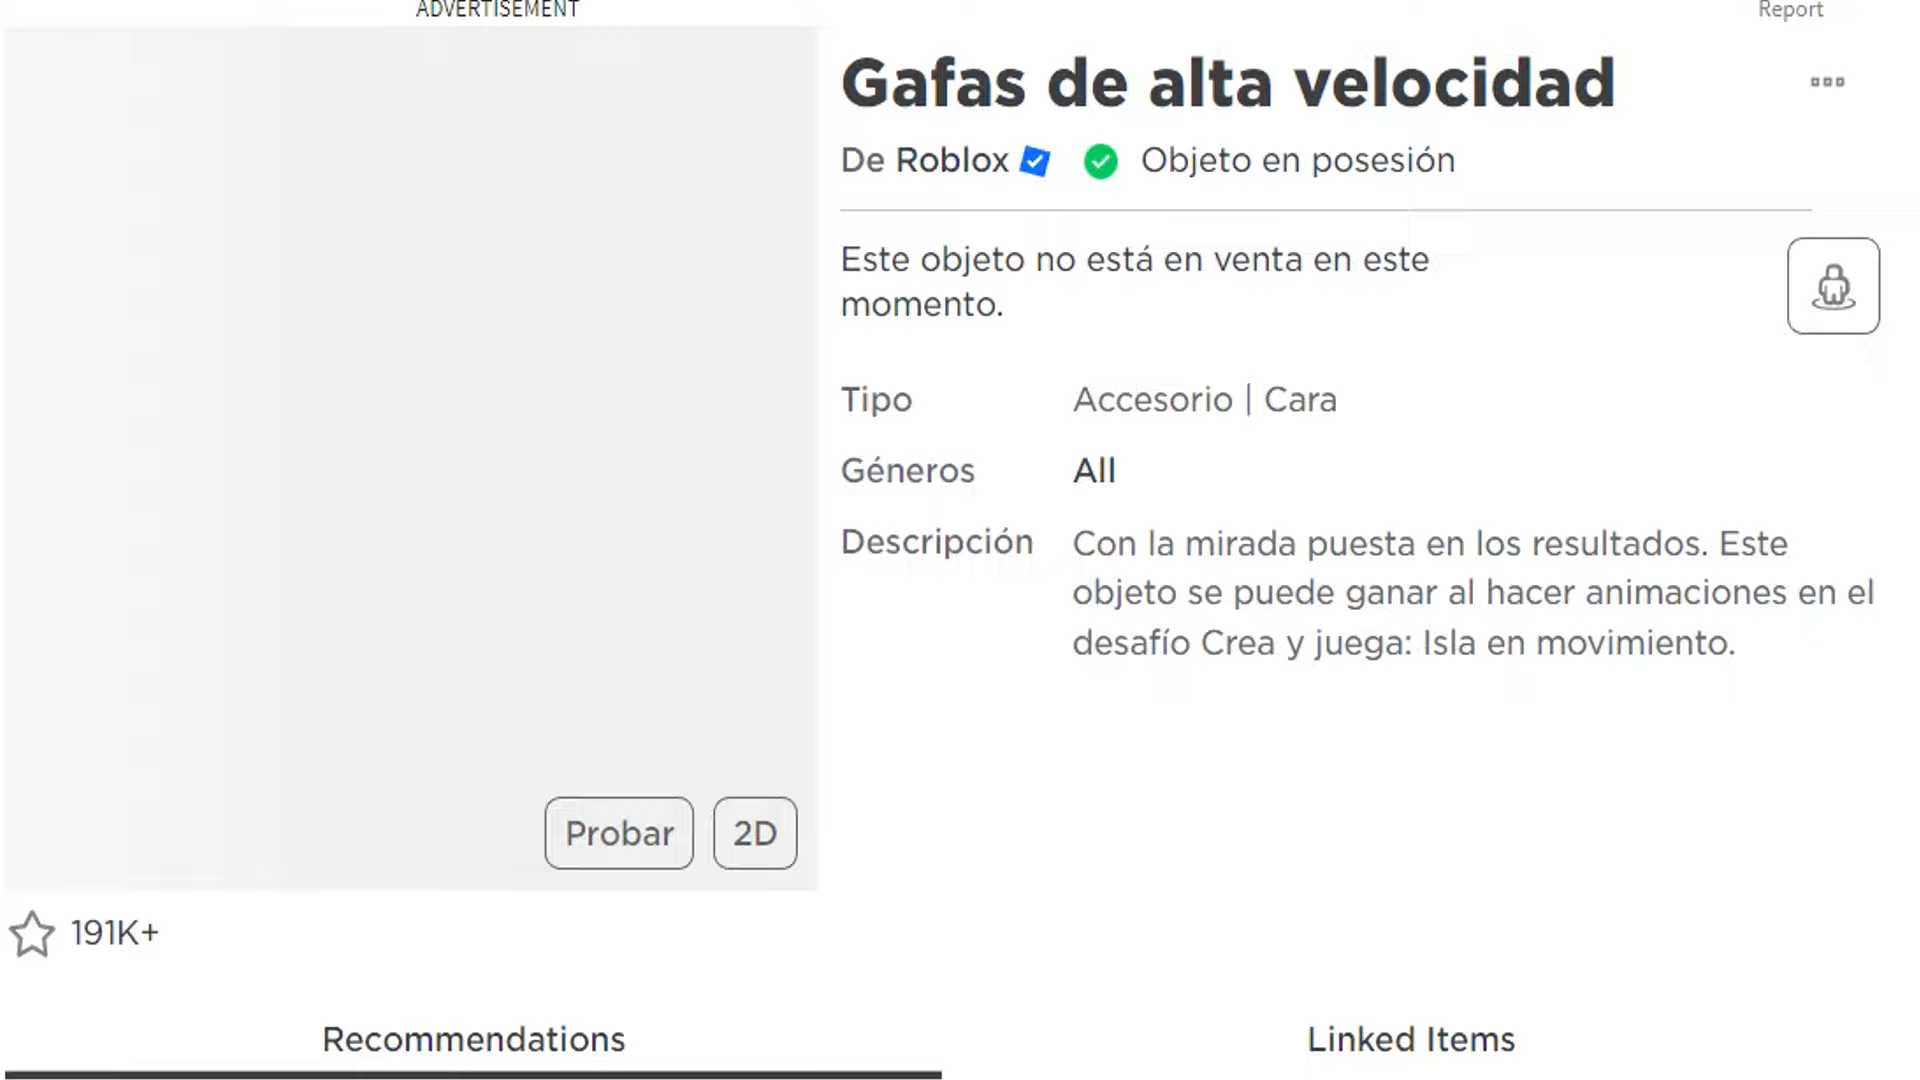 ADVERTISEMENT
Report
Gafas de alta velocidad
De Roblox
Objeto en posesión
Este objeto no está en venta en este
momento.
Tipo
Accesorio | Cara
Géneros
All
Descripción
Con la mirada puesta en los resultados. Este
objeto se puede ganar al hacer animaciones en el
desafío Crea y juega: Isla en movimiento.
Probar
2D
191K+
Recommendations
Linked Items